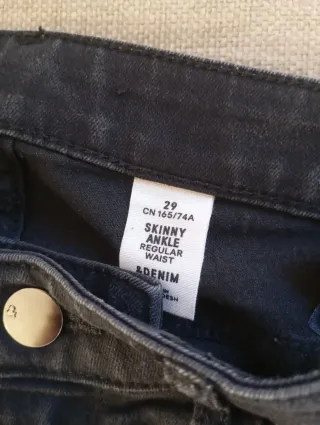 29
CN 165/74A
SKINNY
ANKLE
REGULAR
WAIST
&DENIM